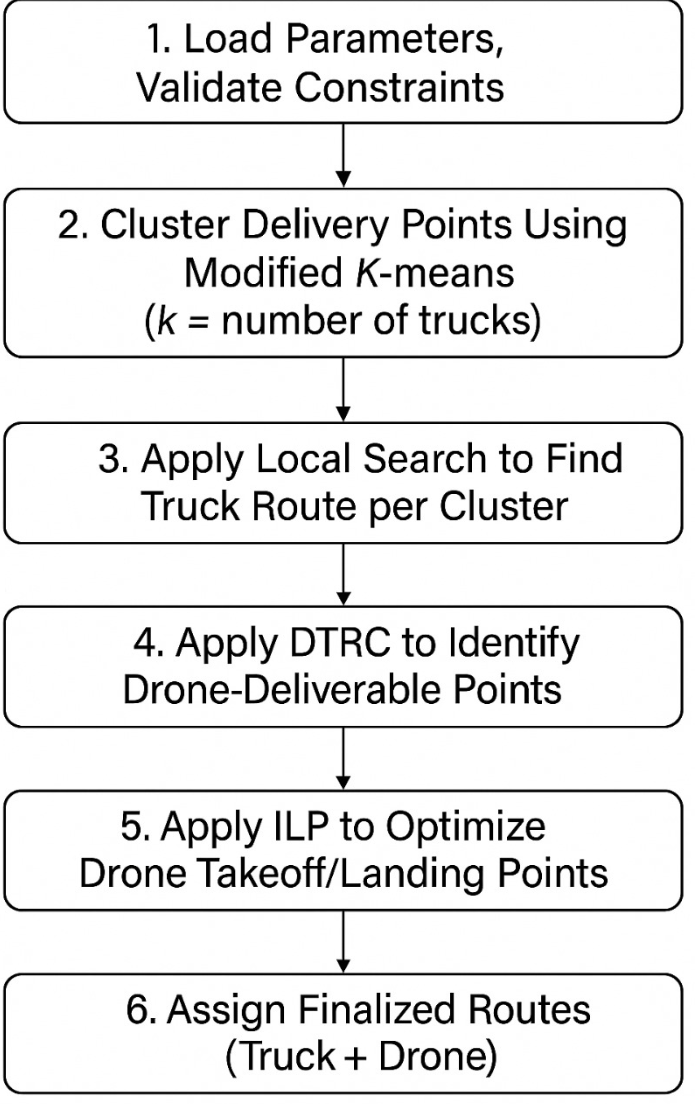 1. Load Parameters,
Validate Constraints
2. Cluster Delivery Points Using
Modified K-means
(k = number of trucks)
3. Apply Local Search to Find
Truck Route per Cluster
4. Apply DTRC to Identify
Drone-Deliverable Points
5. Apply ILP to Optimize
Drone Takeoff/Landing Points
6. Assign Finalized Routes
(Truck + Drone)